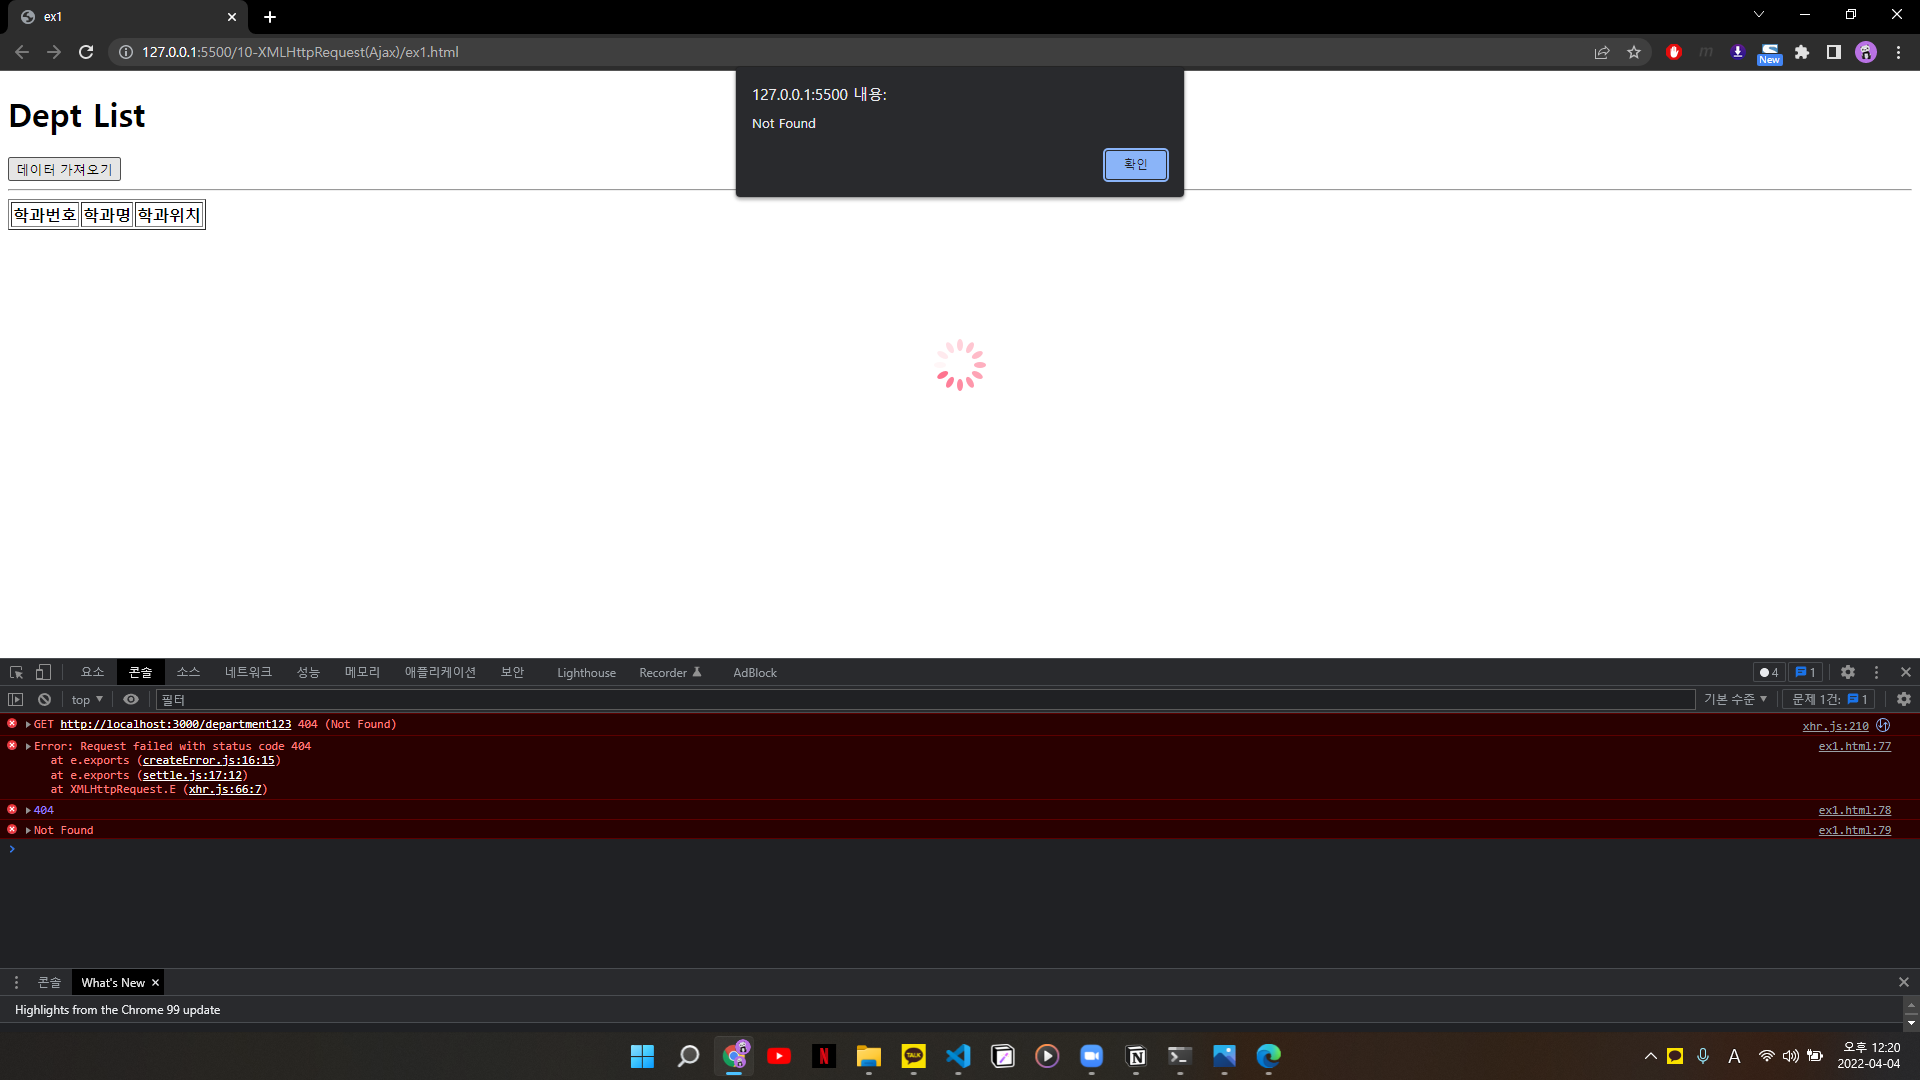 ex1
127.0.0.1:5500/10-XMLHttpRequest(Ajax)/ex1.html
New
127.0.0.1:5500 내용:
Not Found
확인
Dept List
데이터 가져오기
학과번호 학과명 학과위치
요소 콘솔 소스 네트워크 성능 메모리 애플리케이션 보안 Lighthouse Recorder AdBlock 4 1
top 필터 기본 수준 문제 1건: 1
GET http://localhost:3000/department123 404 (Not Found) xhr.js:210
Error: Request failed with status code 404 ex1.html:77
at e.exports (createError.js:16:15)
at e.exports (settle.js:17:12)
at XMLHttpRequest.E (xhr.js:66:7)
404 ex1.html:78
Not Found ex1.html:79
콘솔 What's New
Highlights from the Chrome 99 update
TALK
A
오후 12:20
2022-04-04